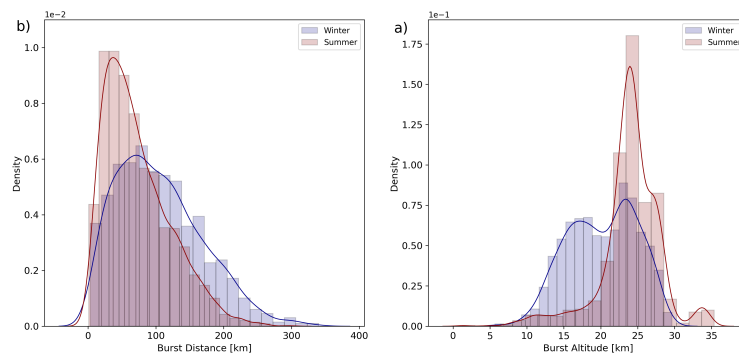 b)
1e−2
Winter
Summer
Density
1.0
0.8
0.6
0.4
0.2
0.0
0 100 200 300 400
Burst Distance [km]
a)
1e−1
Winter
Summer
Density
1.75
1.50
1.25
1.00
0.75
0.50
0.25
0.00
0 5 10 15 20 25 30 35
Burst Altitude [km]